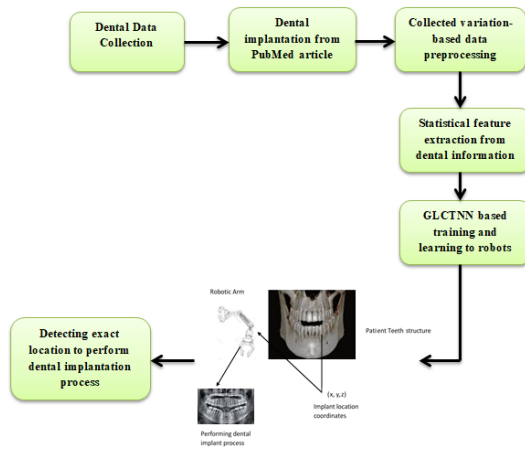 Dental Data
Collection
Dental
implantation from
PubMed article
Collected variation-
based data
preprocessing
Statistical feature
extraction from
dental information
GLCTNN based
training and
learning to robots
Robotic Arm
Patient Teeth structure
(x, y,z)
Implant location
coordinates
Performing dental
implant process
Detecting exact
location to perform
dental implantation
process